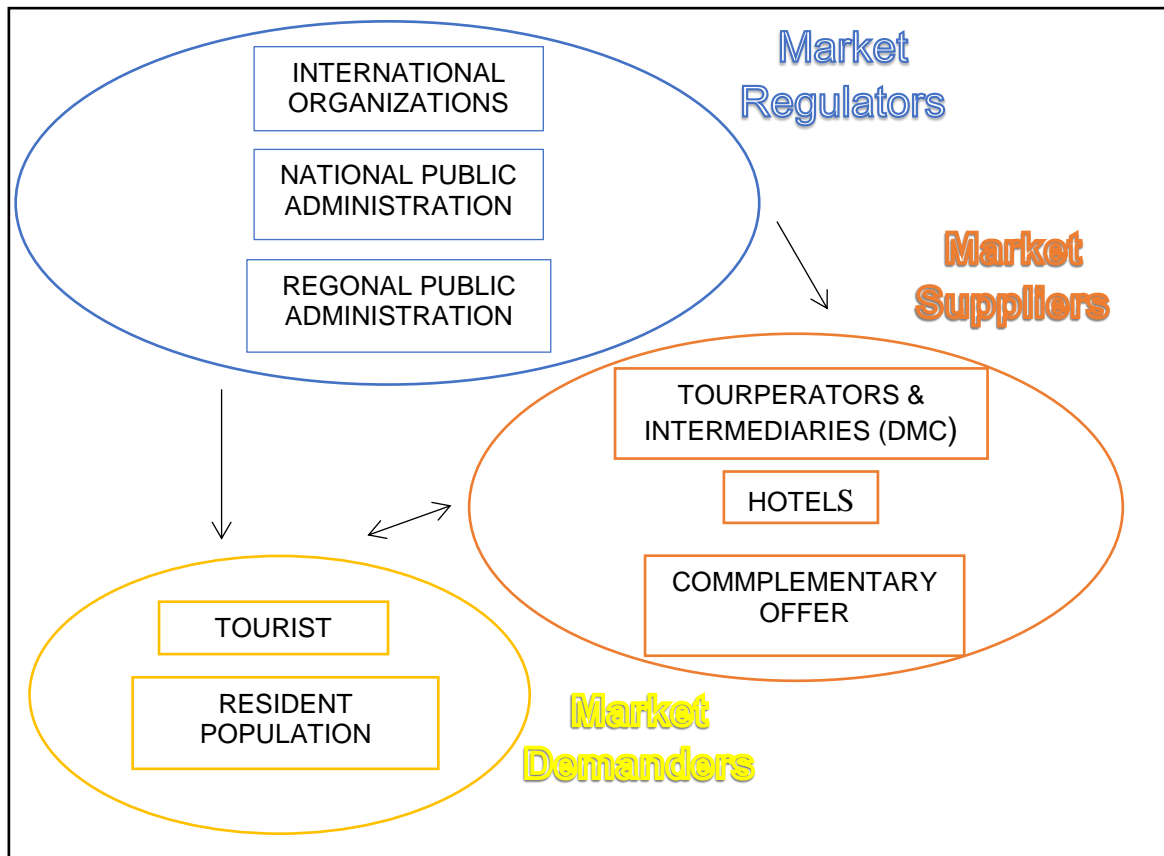 Market
Regulators
INTERNATIONAL
ORGANIZATIONS
NATIONAL PUBLIC
ADMINISTRATION
REGONAL PUBLIC
ADMINISTRATION
Market
Suppliers
TOURPERATORS &
INTERMEDIARIES (DMC)
HOTELS
COMMPLEMENTARY
OFFER
TOURIST
RESIDENT
POPULATION
Market
Demanders